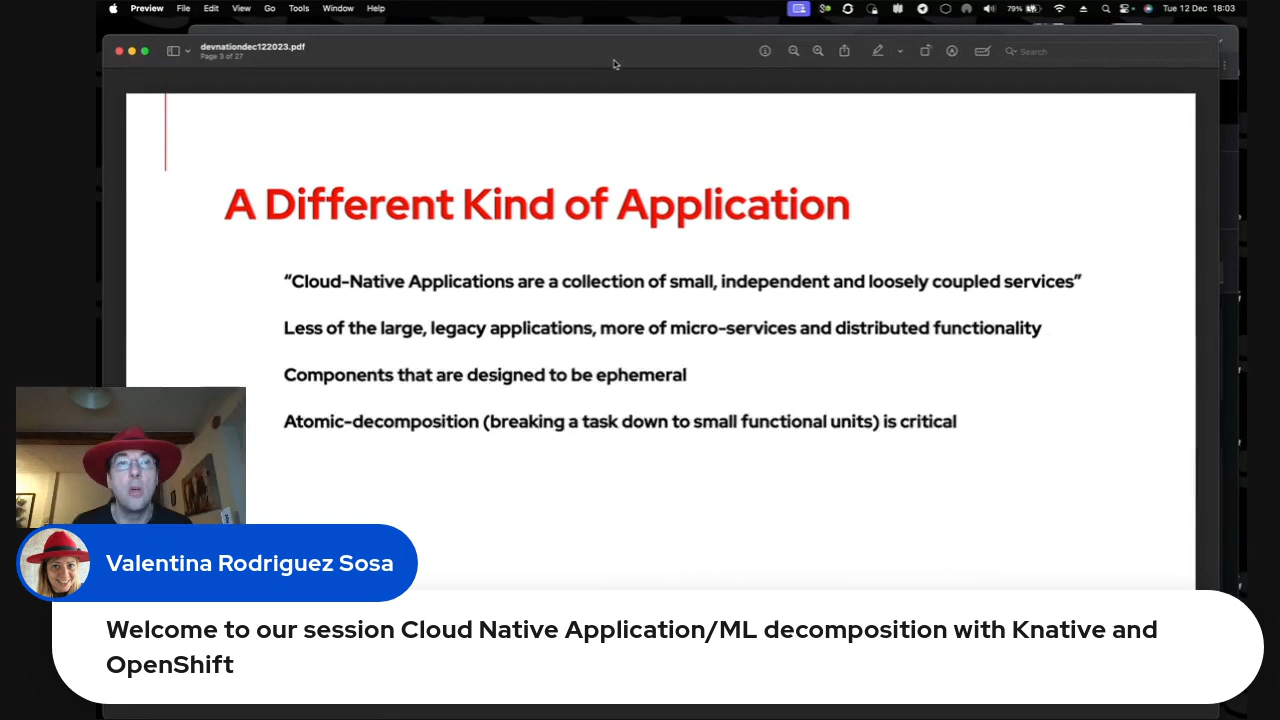 Preview File Edit View Go Tools Window Help 79% Tue 12 Dec 18:03
devnationdec122023.pdf
Page 3 of 27
Search
A Different Kind of Application
“Cloud-Native Applications are a collection of small, independent and loosely coupled services”
Less of the large, legacy applications, more of micro-services and distributed functionality
Components that are designed to be ephemeral
Atomic-decomposition (breaking a task down to small functional units) is critical
Valentina Rodriguez Sosa
Welcome to our session Cloud Native Application/ML decomposition with Knative and
OpenShift